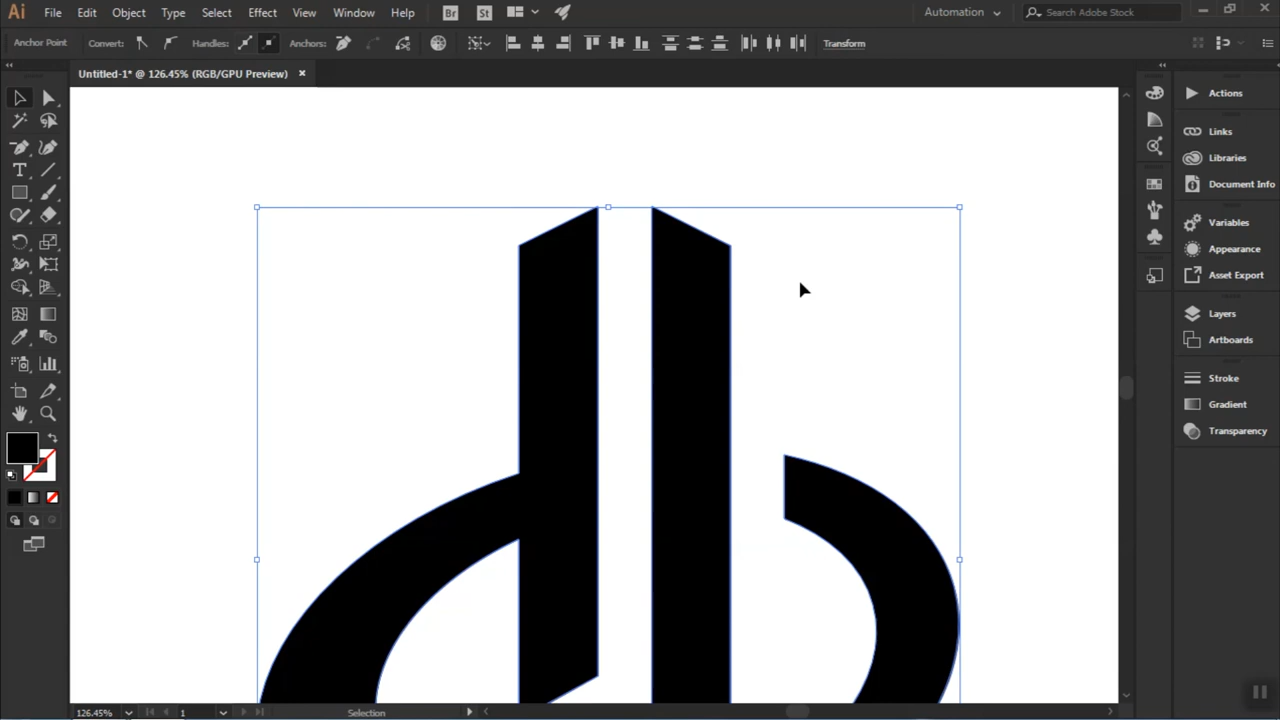 Ai File Edit Object Type Select Effect View Window Help Br St Automation Search Adobe Stock
Anchor Point Convert: Handles: Anchors: Transform
Untitled-1* @ 126.45% (RGB/GPU Preview) ×
Actions
Links
Libraries
Document Info
Variables
Appearance
Asset Export
Layers
Artboards
Stroke
Gradient
Transparency
T
db
126.45% 1 Selection